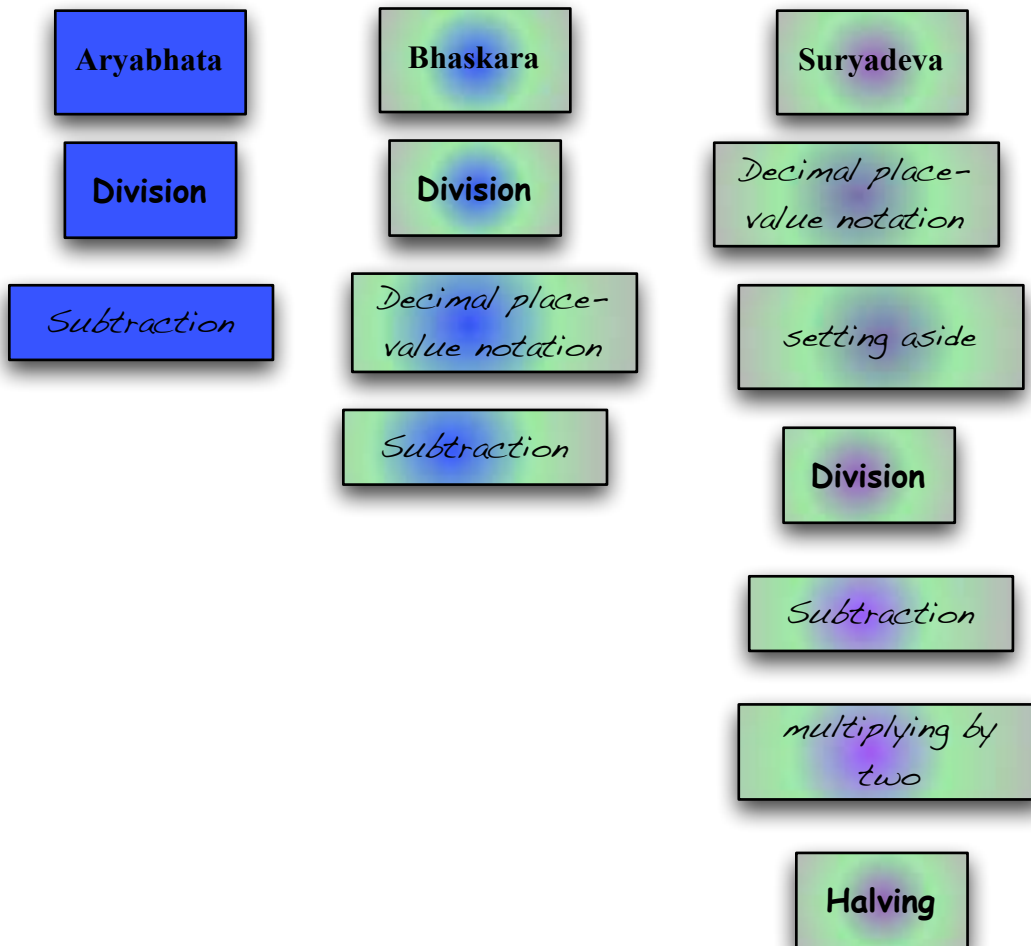 Aryabhata
Division
Subtraction
Bhaskara
Division
Decimal place-
value notation
Subtraction
Suryadeva
Decimal place-
value notation
setting aside
Division
Subtraction
multiplying by
two
Halving